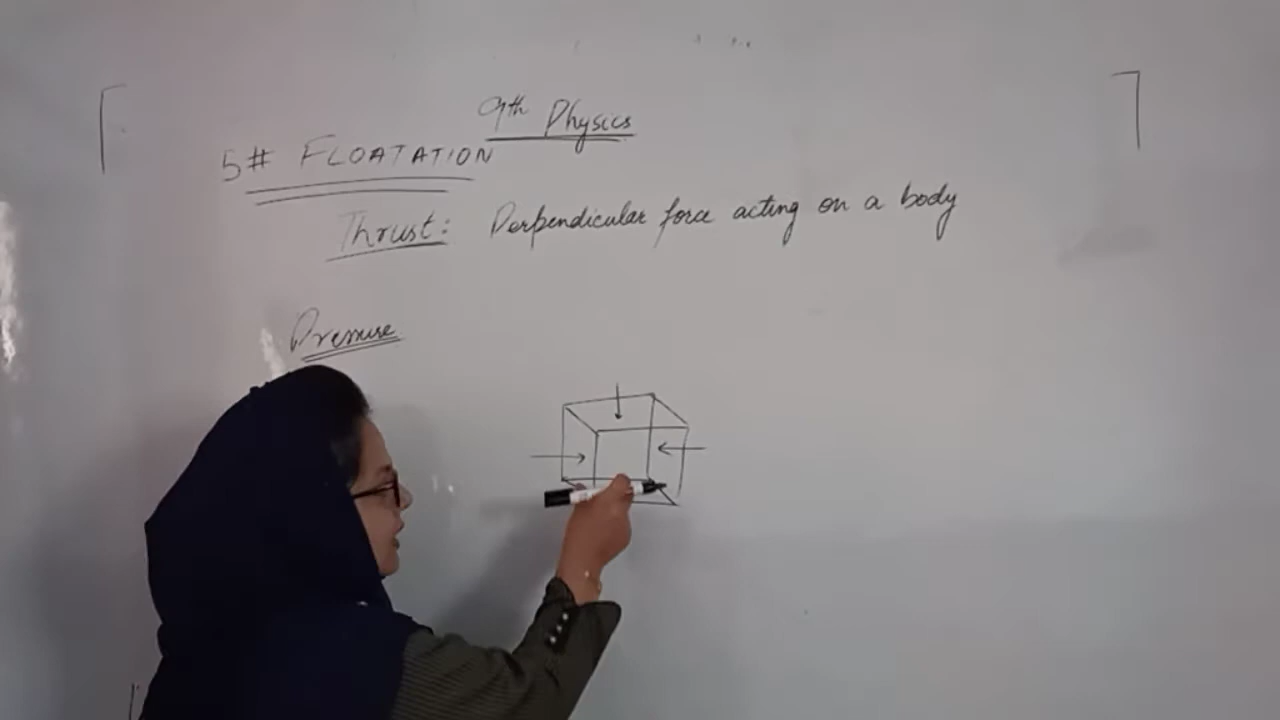 9th Physics
5# FLOATATION
Thrust: Perpendicular force acting on a body
Pressure